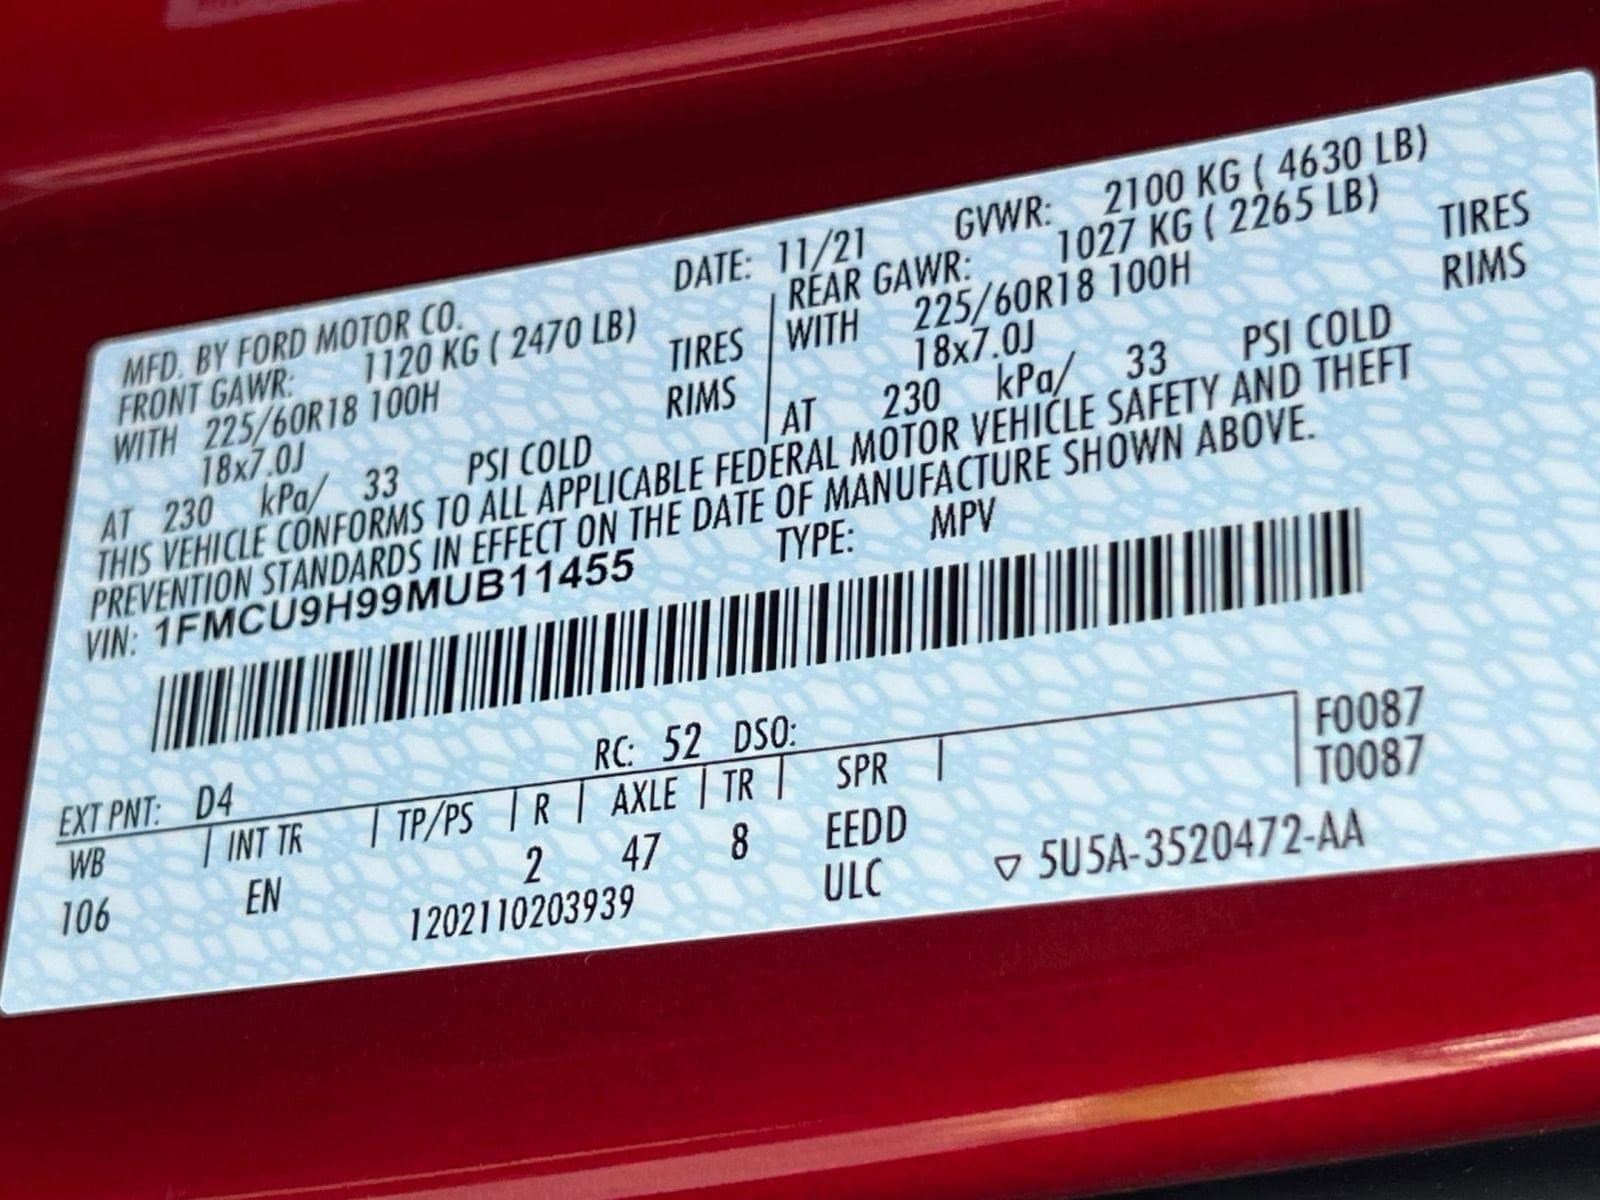 MFD. BY FORD MOTOR CO.
DATE: 11/21 GVWR: 2100 KG ( 4630 LB)
FRONT GAWR: 1120 KG ( 2470 LB)
WITH 225/60R18 100H TIRES
18x7.0J RIMS
AT 230 kPa/ 33 PSI COLD
REAR GAWR: 1027 KG ( 2265 LB)
WITH 225/60R18 100H TIRES
18x7.0J RIMS
AT 230 kPa/ 33 PSI COLD
THIS VEHICLE CONFORMS TO ALL APPLICABLE FEDERAL MOTOR VEHICLE SAFETY AND THEFT
PREVENTION STANDARDS IN EFFECT ON THE DATE OF MANUFACTURE SHOWN ABOVE.
VIN: 1FMCU9H99MUB11455 TYPE: MPV
F0087
EXT PNT: D4 RC: 52 DSO: T0087
WB | INT TR | TP/PS | R | AXLE | TR | SPR |
106 EN 2 47 8 EEDD
1202110203939 ULC ▽ 5U5A-3520472-AA